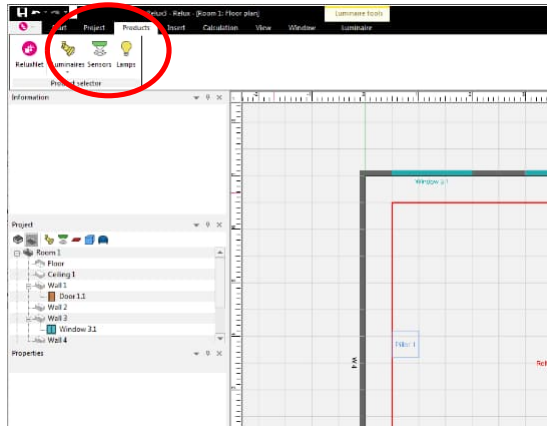 Relux1 - Relux - [Room 1: Floor plan]
Luminaire tools
Start Project Products Insert Calculation View Window Luminaire
ReluxNet Luminaires Sensors Lamps
Product selector
Information
Project
Room 1
Floor
Ceiling 1
Wall 1
Door 1.1
Wall 2
Wall 3
Window 3.1
Wall 4
Properties
Window 3.1
Pillar 1
W4